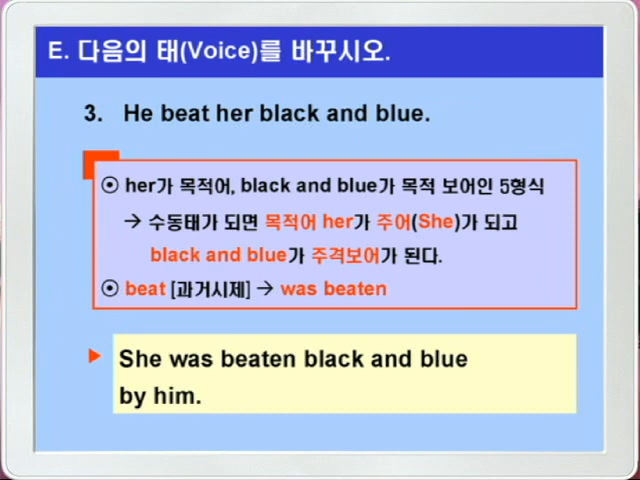 E. 다음의 태(Voice)를 바꾸시오.
3. He beat her black and blue.
⊙ her가 목적어, black and blue가 목적 보어인 5형식
→ 수동태가 되면 목적어 her가 주어(She)가 되고
black and blue가 주격보어가 된다.
⊙ beat [과거시제] → was beaten
▶ She was beaten black and blue
by him.